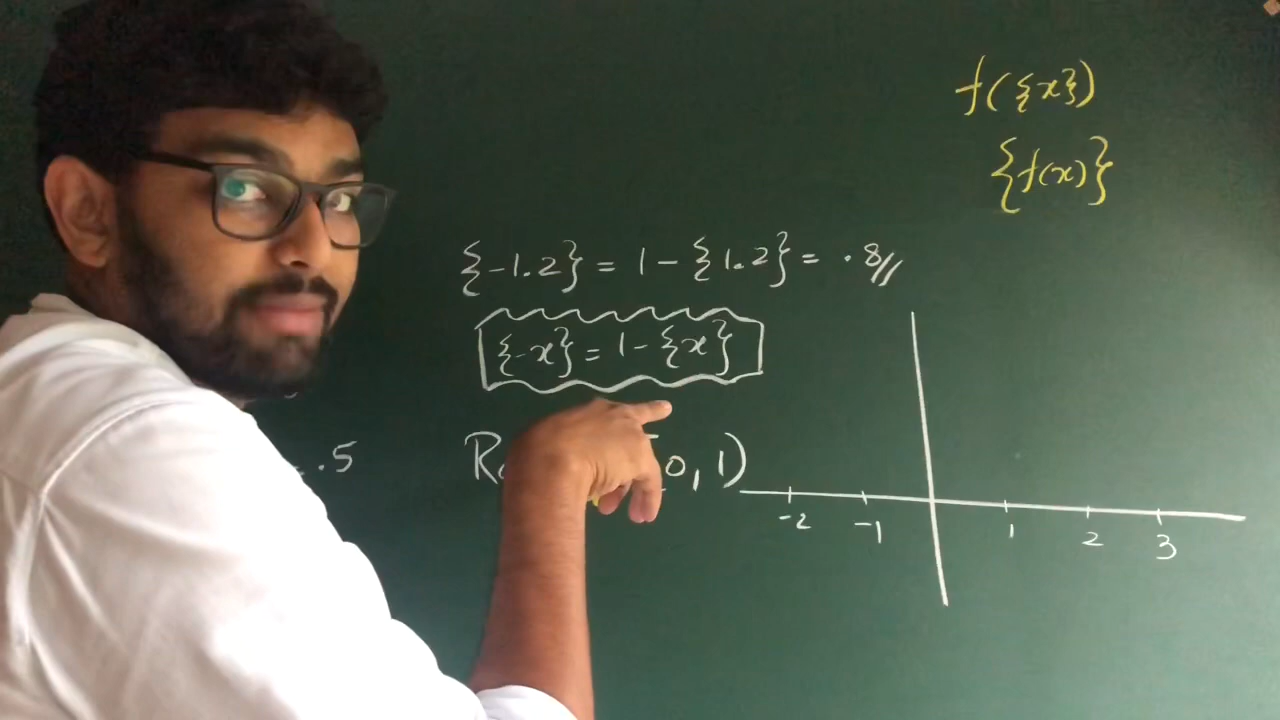 f({x})
{f(x)}
{-1.2} = 1-{1.2} = .8//
{-x} = 1-{x}
.5
0, 1)
-2 -1 1 2 3